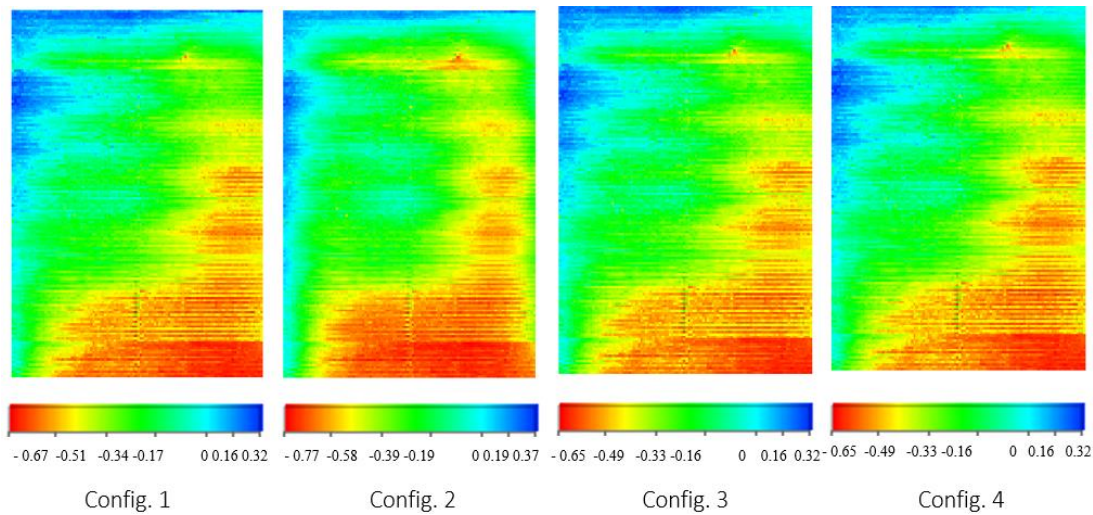 - 0.67 -0.51 -0.34 -0.17 0 0.16 0.32
- 0.77 -0.58 -0.39 -0.19 0 0.19 0.37
- 0.65 -0.49 -0.33 -0.16 0 0.16 0.32
- 0.65 -0.49 -0.33 -0.16 0 0.16 0.32
Config. 1
Config. 2
Config. 3
Config. 4